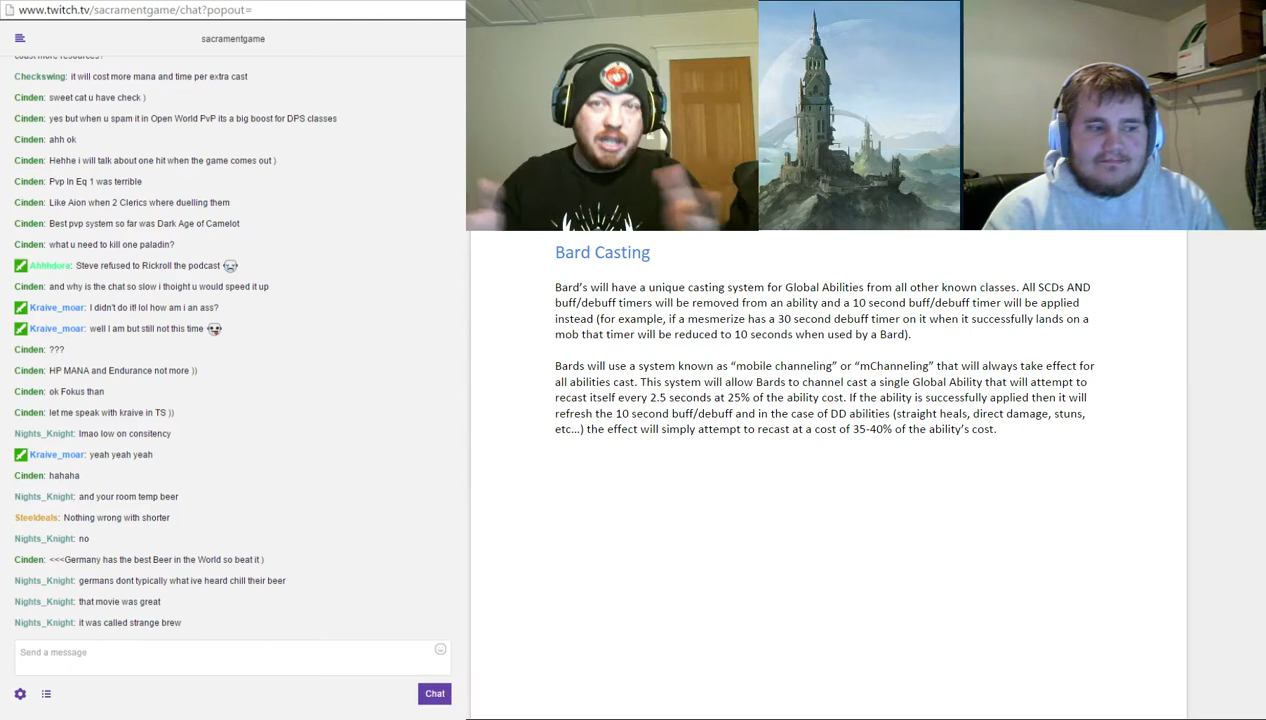 www.twitch.tv/sacramentgame/chat?popout=
sacramentgame
Checkswing: it will cost more mana and time per extra cast
Cinden: sweet cat u have check )
Cinden: yes but when u spam it in Open World PvP its a big boost for DPS classes
Cinden: ahh ok
Cinden: Hehhe i will talk about one hit when the game comes out )
Cinden: Pvp In Eq 1 was terrible
Cinden: Like Aion when 2 Clerics where duelling them
Cinden: Best pvp system so far was Dark Age of Camelot
Cinden: what u need to kill one paladin?
Ahhhdora: Steve refused to Rickroll the podcast
Cinden: and why is the chat so slow i thoight u would speed it up
Kraive_moar: I didn't do it! lol how am i an ass?
Kraive_moar: well I am but still not this time
Cinden: ???
Cinden: HP MANA and Endurance not more ))
Cinden: ok Fokus than
Cinden: let me speak with kraive in TS ))
Nights_Knight: lmao low on consitency
Kraive_moar: yeah yeah yeah
Cinden: hahaha
Nights_Knight: and your room temp beer
Steeldeals: Nothing wrong with shorter
Nights_Knight: no
Cinden: <<<Germany has the best Beer in the World so beat it )
Nights_Knight: germans dont typically what ive heard chill their beer
Nights_Knight: that movie was great
Nights_Knight: it was called strange brew
Send a message
Chat
Bard Casting
Bard's will have a unique casting system for Global Abilities from all other known classes. All SCDs AND
buff/debuff timers will be removed from an ability and a 10 second buff/debuff timer will be applied
instead (for example, if a mesmerize has a 30 second debuff timer on it when it successfully lands on a
mob that timer will be reduced to 10 seconds when used by a Bard).
Bards will use a system known as “mobile channeling” or “mChanneling” that will always take effect for
all abilities cast. This system will allow Bards to channel cast a single Global Ability that will attempt to
recast itself every 2.5 seconds at 25% of the ability cost. If the ability is successfully applied then it will
refresh the 10 second buff/debuff and in the case of DD abilities (straight heals, direct damage, stuns,
etc…) the effect will simply attempt to recast at a cost of 35-40% of the ability's cost.